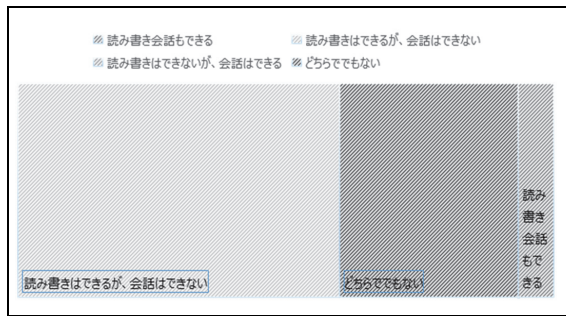 読み書き会話もできる
読み書きはできるが、会話はできない
読み書きはできないが、会話はできる
どちらででもない
読み書きはできるが、会話はできない
どちらででもない
読み
書き
会話
もで
きる